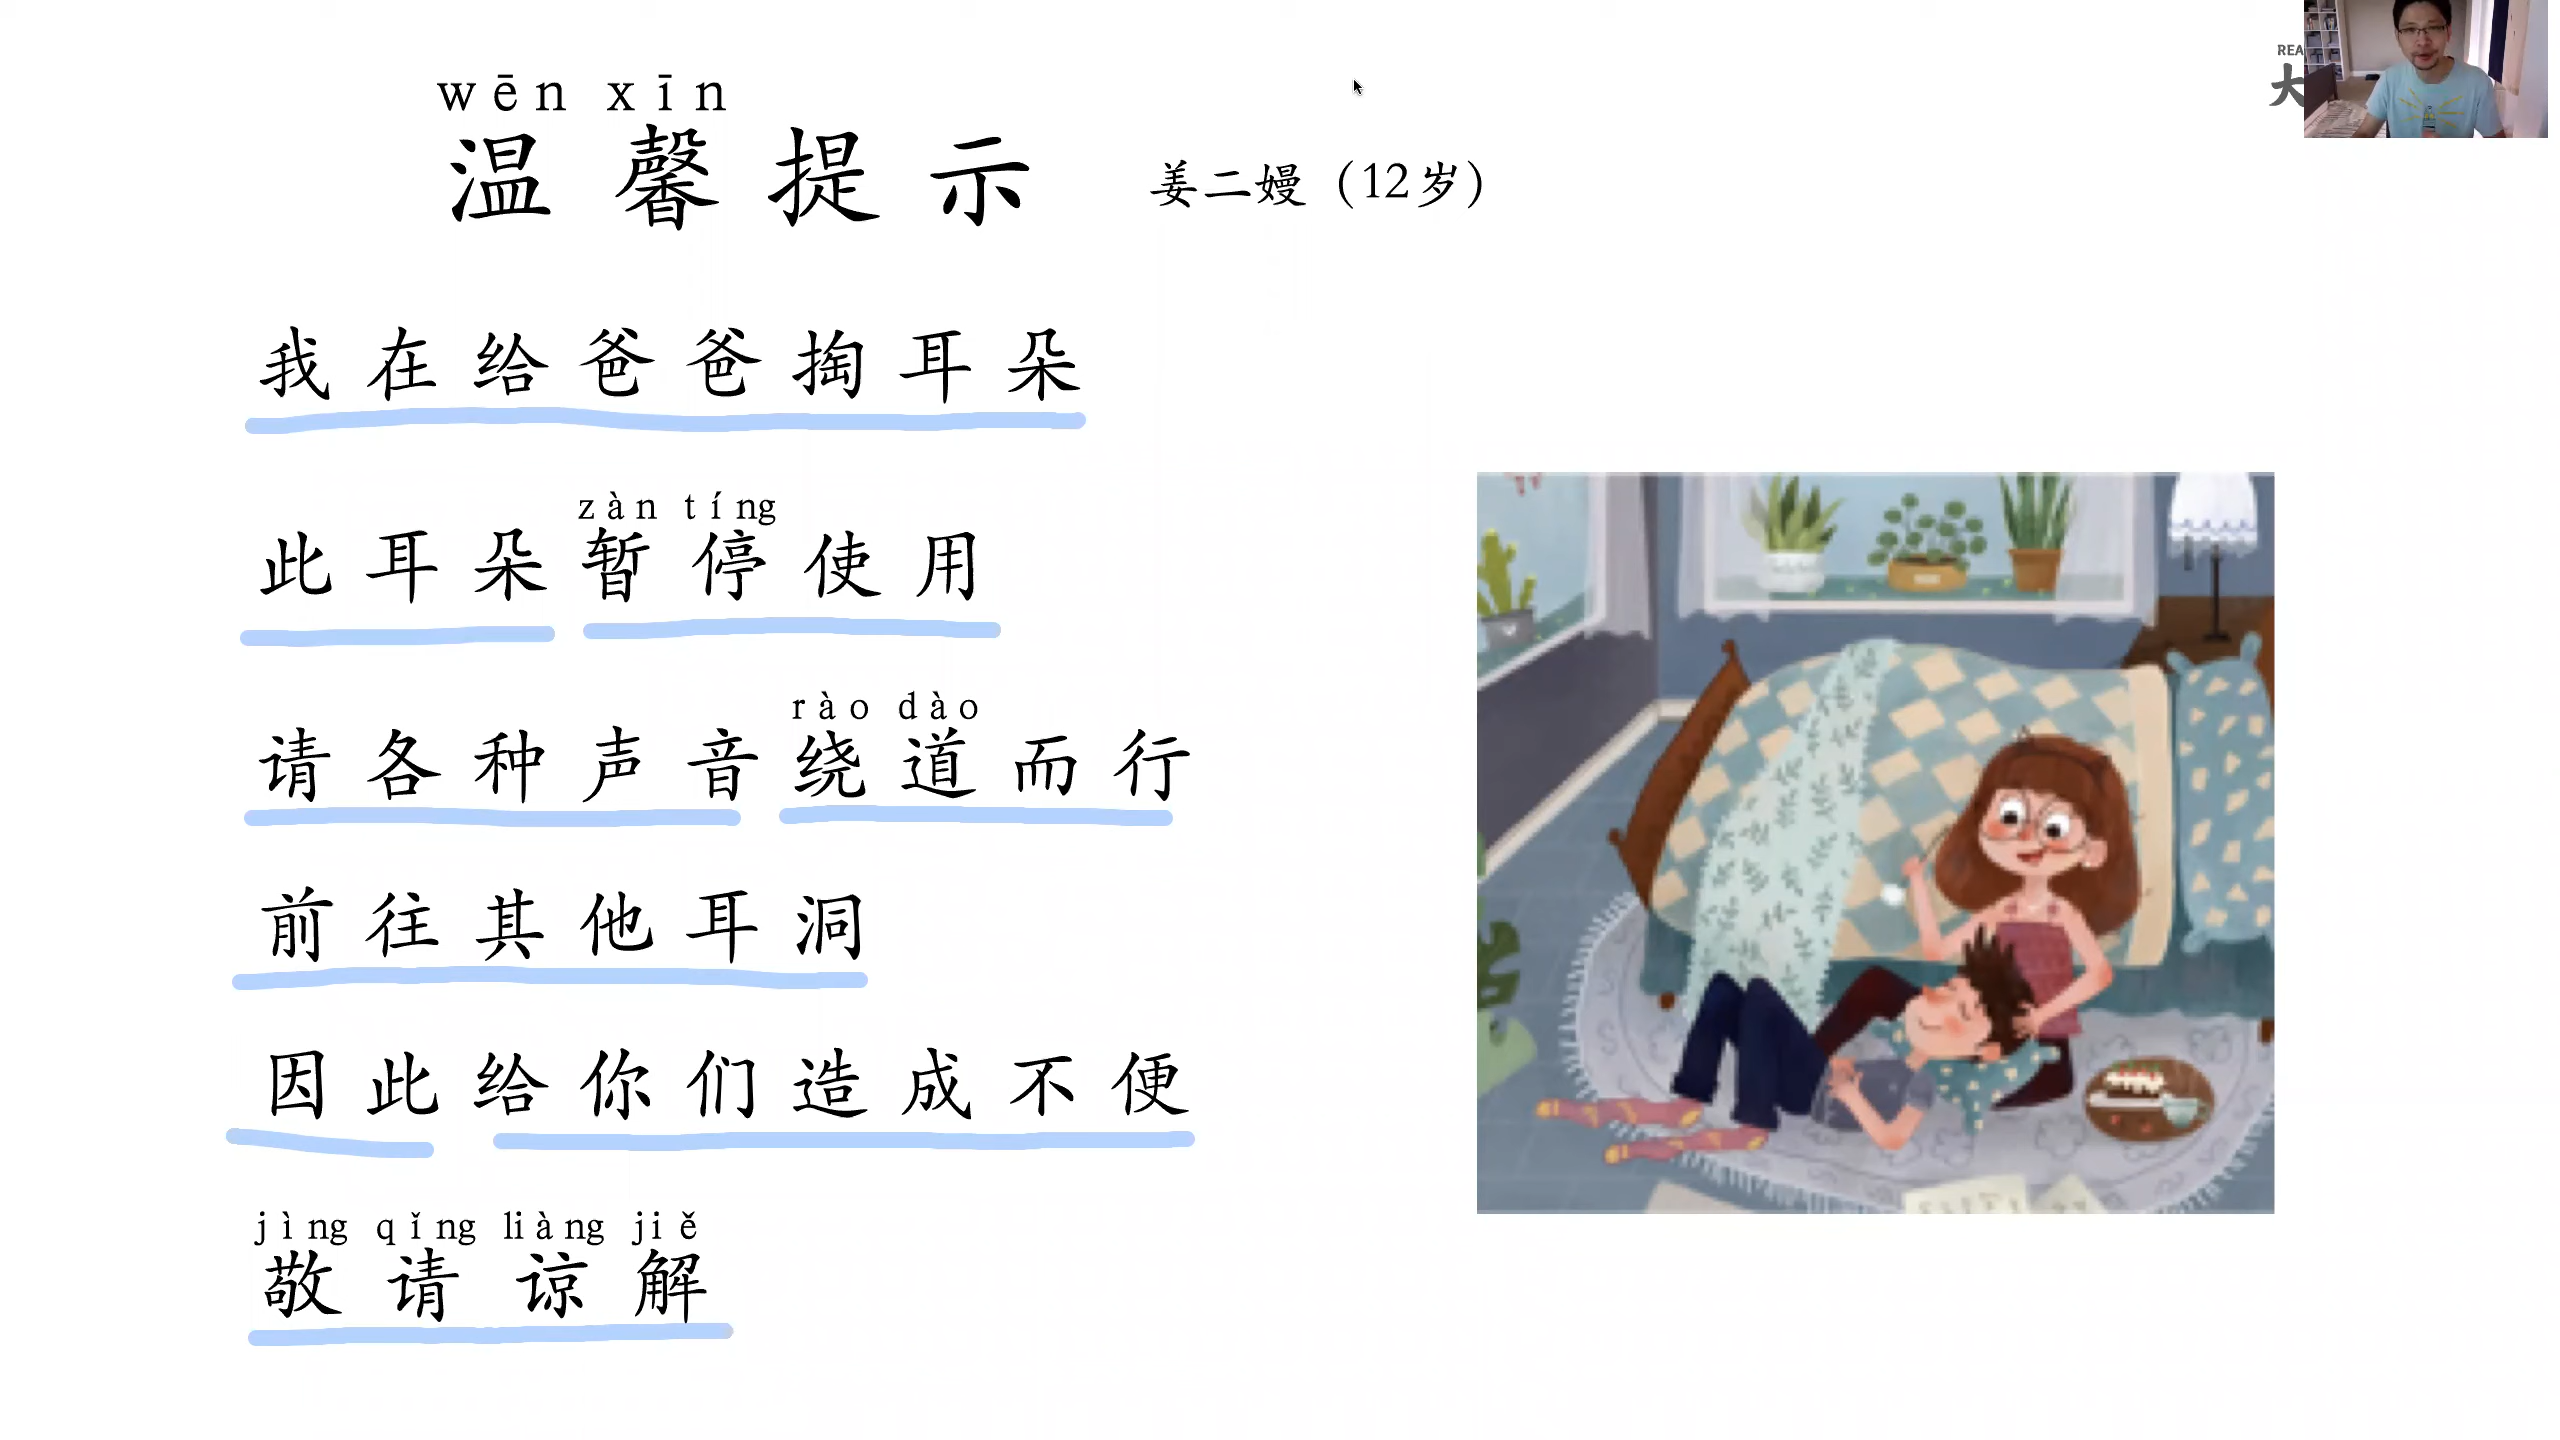 wēn xīn
温馨提示 姜二嫚（12岁）
我在给爸爸掏耳朵
zàn tíng
此耳朵暂停使用
rào dào
请各种声音绕道而行
前往其他耳洞
因此给你们造成不便
jìng qǐng liàng jiě
敬请谅解
REA
大